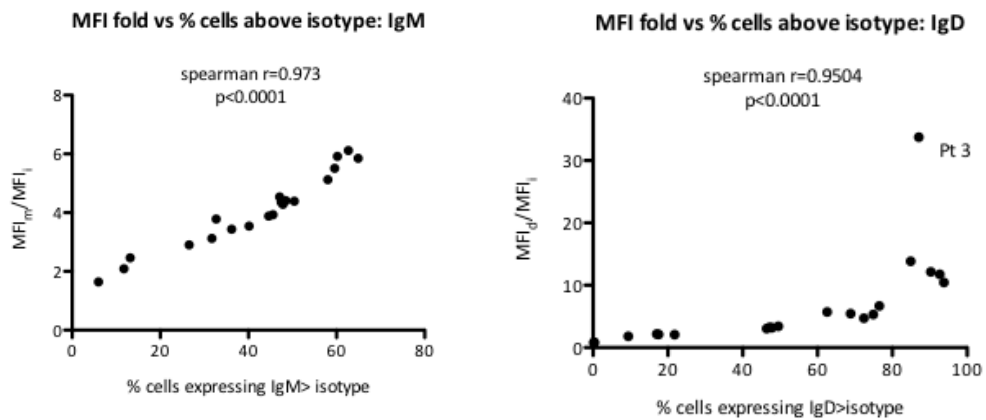 MFI fold vs % cells above isotype: IgM
spearman r=0.973
p<0.0001
8
6
4
2
0
MFIm/MFIi
0 20 40 60 80
% cells expressing IgM> isotype
MFI fold vs % cells above isotype: IgD
spearman r=0.9504
p<0.0001
40
30
20
10
0
Pt 3
MFId/MFIi
0 20 40 60 80 100
% cells expressing IgD>isotype